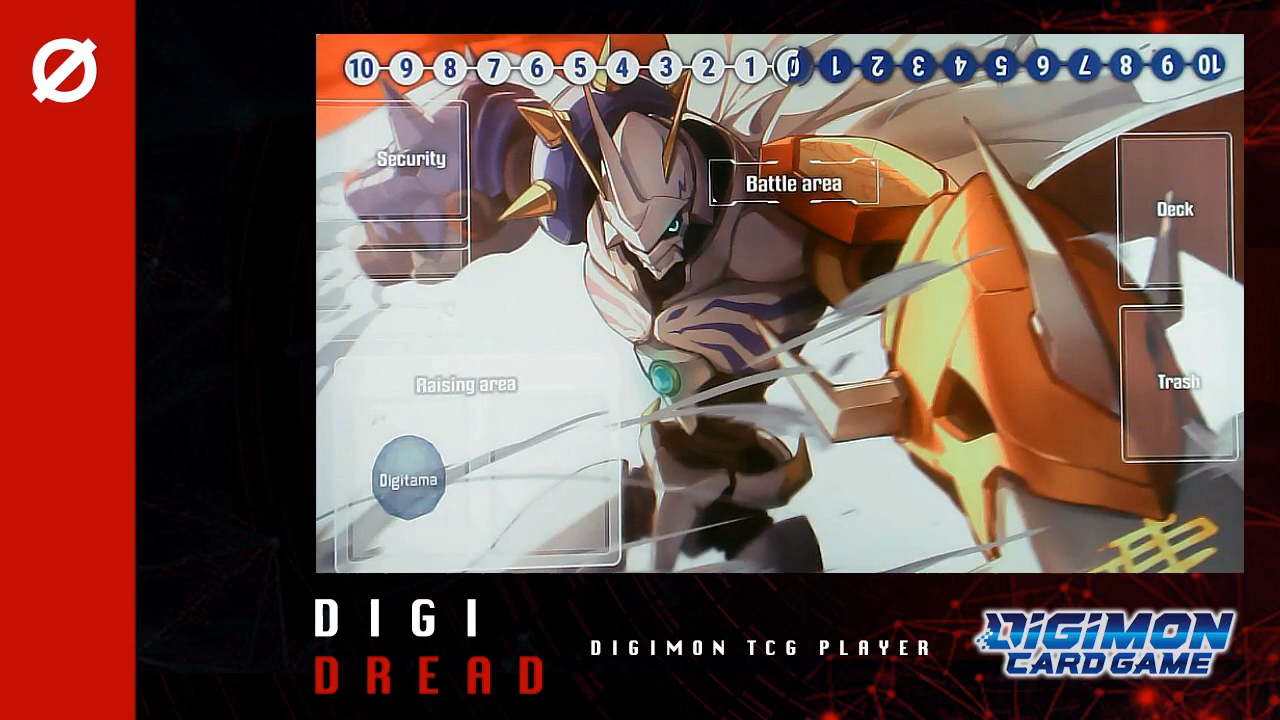 10 9 8 7 6 5 4 3 2 1 0 1 2 3 4 5 6 7 8 9 10
Security
Battle area
Deck
Raising area
Trash
Digitama
DIGI
DREAD
DIGIMON TCG PLAYER
DIGIMON
CARD GAME